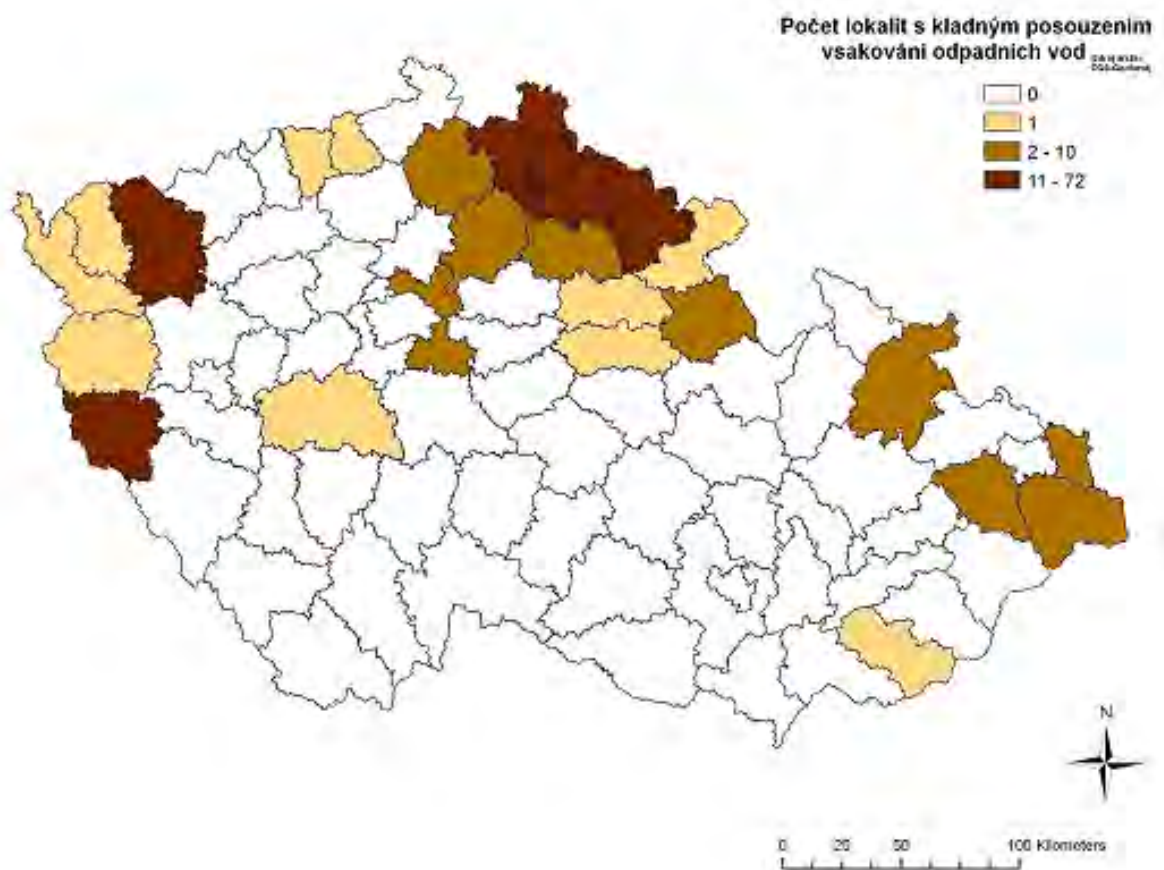 Počet lokalit s kladným posouzením
vsakování odpadních vod
0
1
2 - 10
11 - 72
N
0 25 50 100 Kilometers